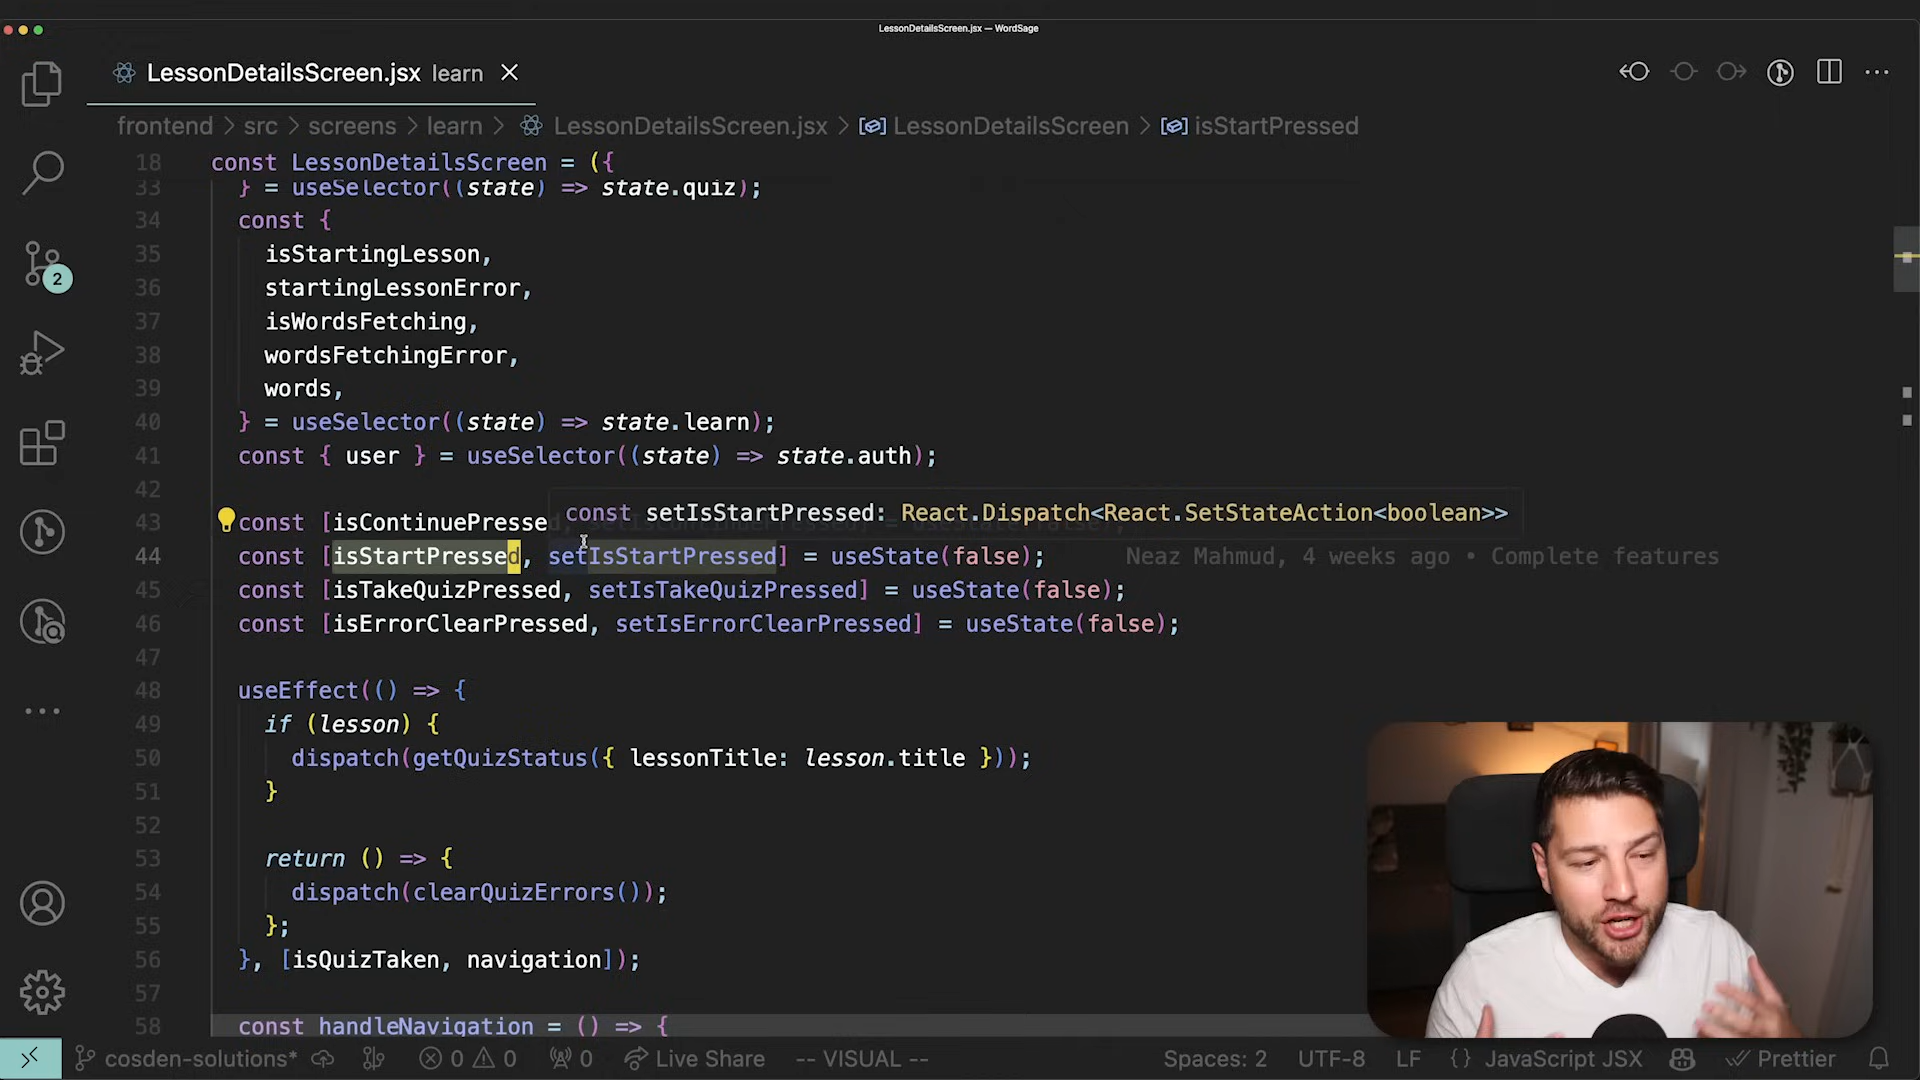 LessonDetailsScreen.jsx — WordSage
LessonDetailsScreen.jsx learn
frontend > src > screens > learn > LessonDetailsScreen.jsx > LessonDetailsScreen > isStartPressed
18 const LessonDetailsScreen = ({
33 } = useSelector((state) => state.quiz);
34 const {
35 isStartingLesson,
36 startingLessonError,
37 isWordsFetching,
38 wordsFetchingError,
39 words,
40 } = useSelector((state) => state.learn);
41 const { user } = useSelector((state) => state.auth);
42
const setIsStartPressed: React.Dispatch<React.SetStateAction<boolean>>
43 const [isContinuePressed
44 const [isStartPressed, setIsStartPressed] = useState(false); Neaz Mahmud, 4 weeks ago • Complete features
45 const [isTakeQuizPressed, setIsTakeQuizPressed] = useState(false);
46 const [isErrorClearPressed, setIsErrorClearPressed] = useState(false);
47
48 useEffect(() => {
49 if (lesson) {
50 dispatch(getQuizStatus({ lessonTitle: lesson.title }));
51 }
52
53 return () => {
54 dispatch(clearQuizErrors());
55 };
56 }, [isQuizTaken, navigation]);
57
58 const handleNavigation = () => {
2
cosden-solutions* 0 0 0 Live Share -- VISUAL -- Spaces: 2 UTF-8 LF {} JavaScript JSX Prettier